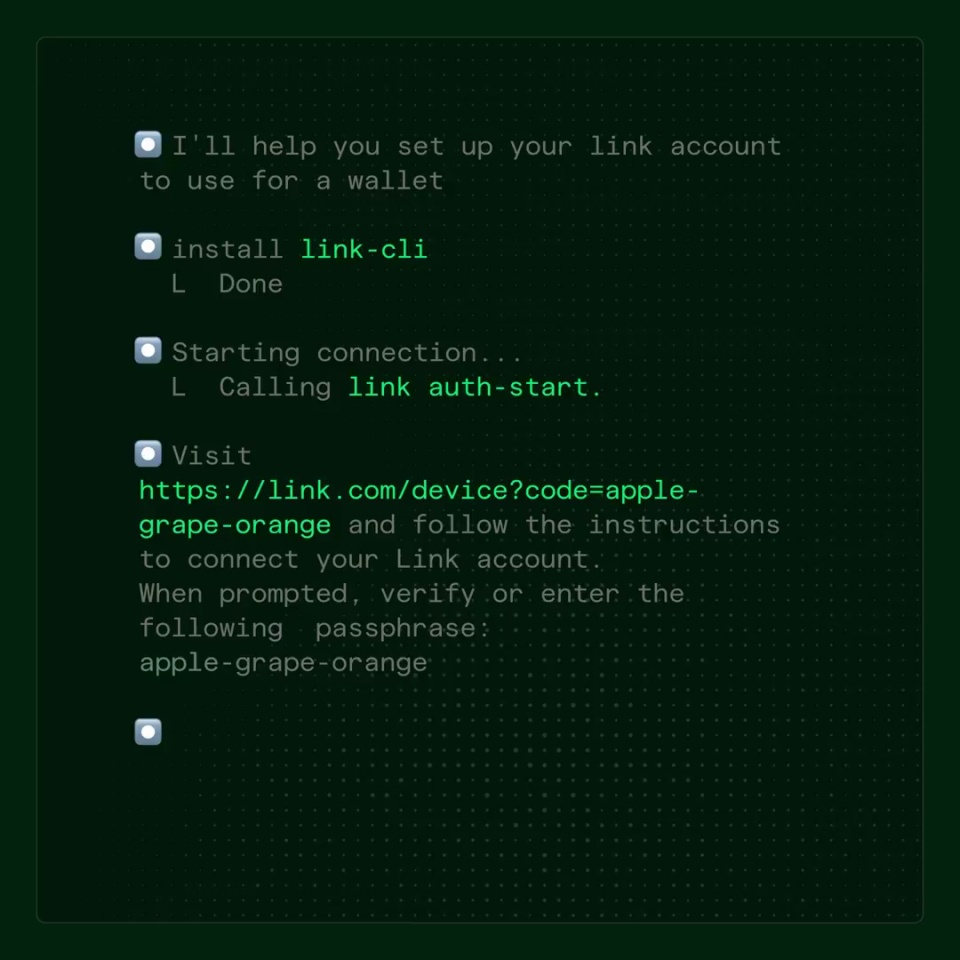 I'll help you set up your link account
to use for a wallet
install link-cli
L Done
Starting connection...
L Calling link auth-start.
Visit
https://link.com/device?code=apple-
grape-orange and follow the instructions
to connect your Link account.
When prompted, verify or enter the
following passphrase:
apple-grape-orange